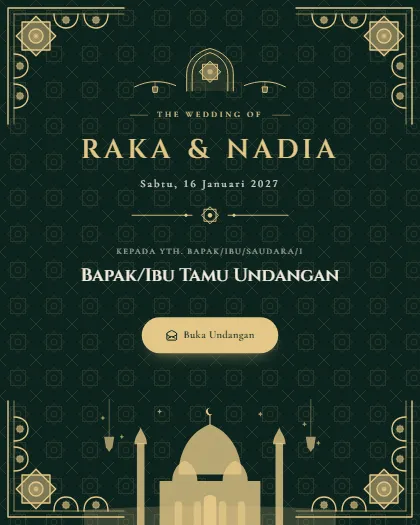 THE WEDDING OF
RAKA & NADIA
Sabtu, 16 Januari 2027
KEPADA YTH. BAPAK/IBU/SAUDARA/I
BAPAK/IBU TAMU UNDANGAN
Buka Undangan